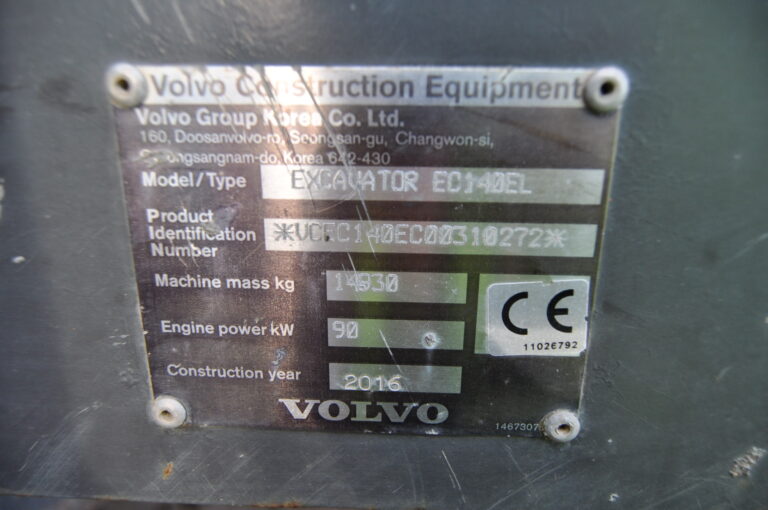 Volvo Construction Equipment
Volvo Group Korea Co. Ltd.
160, Doosanvolvo-ro, Seongsan-gu, Changwon-si,
Gyeongsangnam-do, Korea 642-430
Model/Type EXCAVATOR EC140EL
Product Identification Number *VCEC140EC00310272*
Machine mass kg 14930
Engine power kW 90
CE
11026792
Construction year 2016
VOLVO